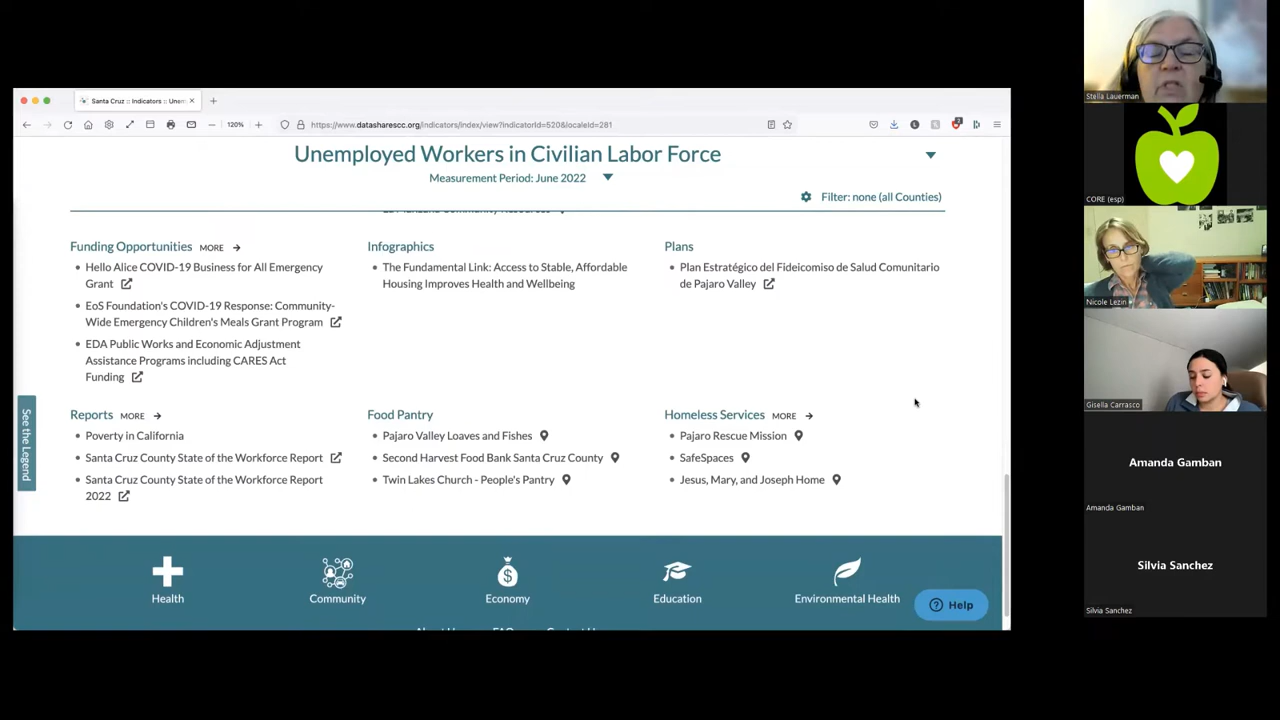 Santa Cruz :: Indicators :: Unem
120%
https://www.datasharescc.org/indicators/index/view?indicatorId=520&localeId=281
Unemployed Workers in Civilian Labor Force
Measurement Period: June 2022
Filter: none (all Counties)
Funding Opportunities MORE
Hello Alice COVID-19 Business for All Emergency
Grant
EoS Foundation's COVID-19 Response: Community-
Wide Emergency Children's Meals Grant Program
EDA Public Works and Economic Adjustment
Assistance Programs including CARES Act
Funding
Infographics
The Fundamental Link: Access to Stable, Affordable
Housing Improves Health and Wellbeing
Plans
Plan Estratégico del Fideicomiso de Salud Comunitario
de Pajaro Valley
See the Legend
Reports MORE
Poverty in California
Santa Cruz County State of the Workforce Report
Santa Cruz County State of the Workforce Report
2022
Food Pantry
Pajaro Valley Loaves and Fishes
Second Harvest Food Bank Santa Cruz County
Twin Lakes Church - People's Pantry
Homeless Services MORE
Pajaro Rescue Mission
SafeSpaces
Jesus, Mary, and Joseph Home
Health
Community
Economy
Education
Environmental Health
Help
Stella Lauerman
CORE (esp)
Nicole Lezin
Gisella Carrasco
Amanda Gamban
Amanda Gamban
Silvia Sanchez
Silvia Sanchez